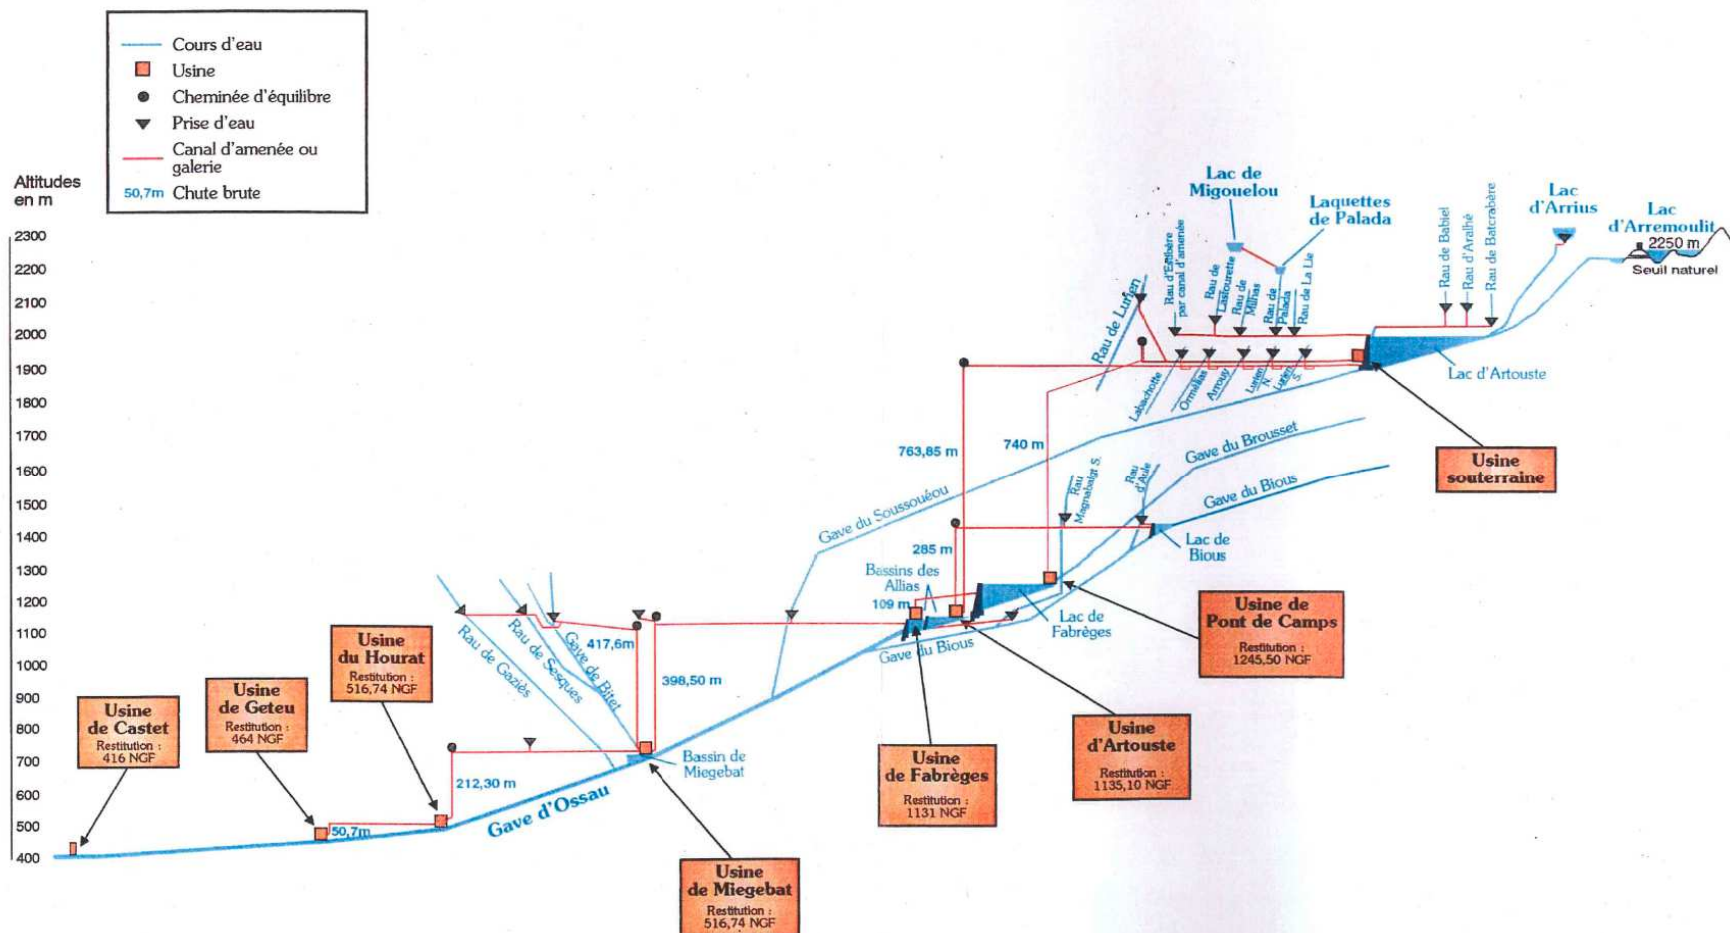 Cours d'eau
Usine
Cheminée d'équilibre
Prise d'eau
Canal d'amenée ou
galerie
50,7m Chute brute
Altitudes
en m
2300
2200
2100
2000
1900
1800
1700
1600
1500
1400
1300
1200
1100
1000
900
800
700
600
500
400
Lac de
Migouelou
Laquettes
de Palada
Lac
d'Arrius
Lac
d'Arremoulit
2250 m
Seuil naturel
Rau de Lurien
Rau d'Estibère
par canal d'amenée
Rau de
Lastourette
Rau de
Milhas
Rau de
Palada
Rau de La Lie
Rau de Babiel
Rau d'Aralhé
Rau de Batcrabère
Labachotte
Ormélias
Arrouy
Lurien
N.
Lurien
S.
Lac d'Artouste
763,85 m
740 m
Gave du Soussouéou
Rau
Magnabaigt S.
Rau
d'Aule
Gave du Brousset
Gave du Bious
Usine
souterraine
285 m
Lac de
Bious
Bassins des
Allias
109 m
Lac de
Fabrèges
Gave du Bious
Usine de
Pont de Camps
Restitution :
1245,50 NGF
Rau de Gaziès
Rau de Sesques
Gave de Bitet
417,6m
398,50 m
Usine
du Hourat
Restitution :
516,74 NGF
Usine
de Geteu
Restitution :
464 NGF
Usine
de Castet
Restitution :
416 NGF
Usine
d'Artouste
Restitution :
1135,10 NGF
Usine
de Fabrèges
Restitution :
1131 NGF
Bassin de
Miegebat
212,30 m
50,7m
Gave d'Ossau
Usine
de Miegebat
Restitution :
516,74 NGF